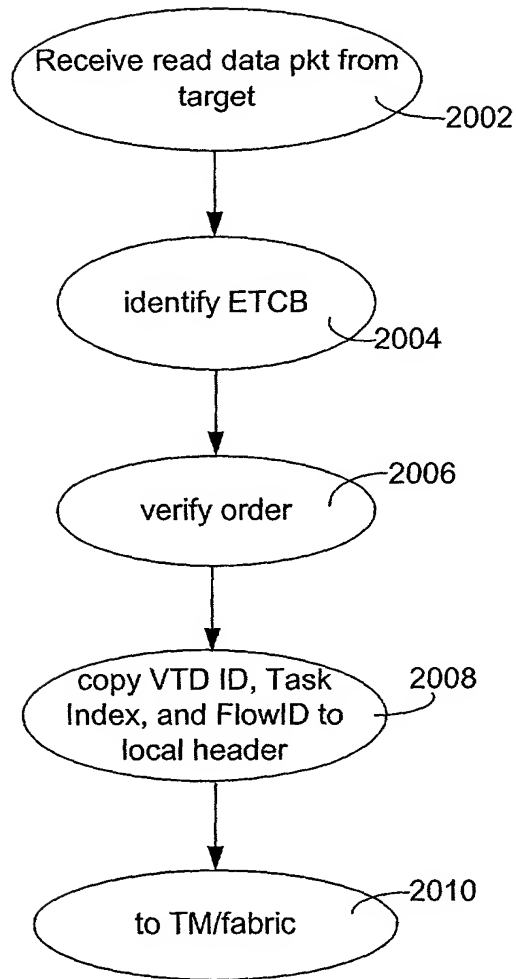 Receive read data pkt from
target
2002
identify ETCB
2004
2006
verify order
copy VTD ID, Task
Index, and FlowID to
local header
2008
2010
to TM/fabric